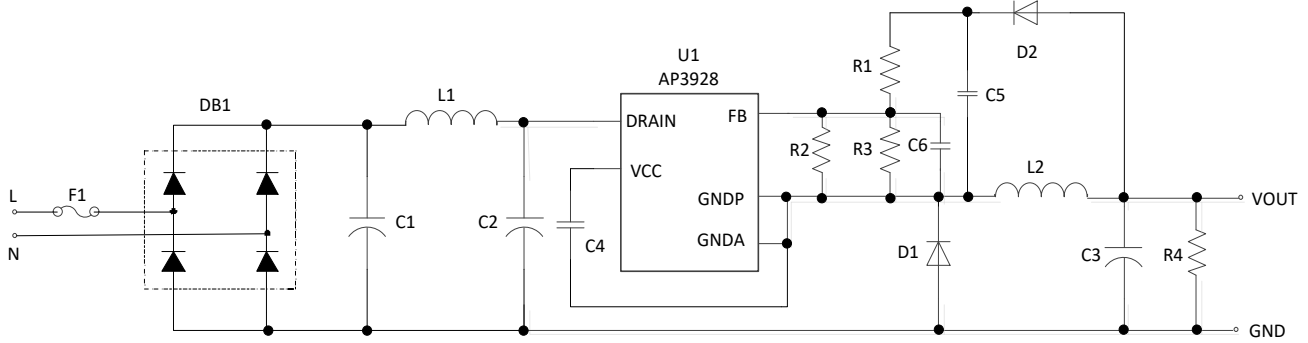 U1
AP3928
D2
R1
C5
DB1
L1
DRAIN
FB
R2
R3
C6
VCC
L2
L
F1
GNDP
VOUT
N
C1
C2
C4
GNDA
D1
C3
R4
GND